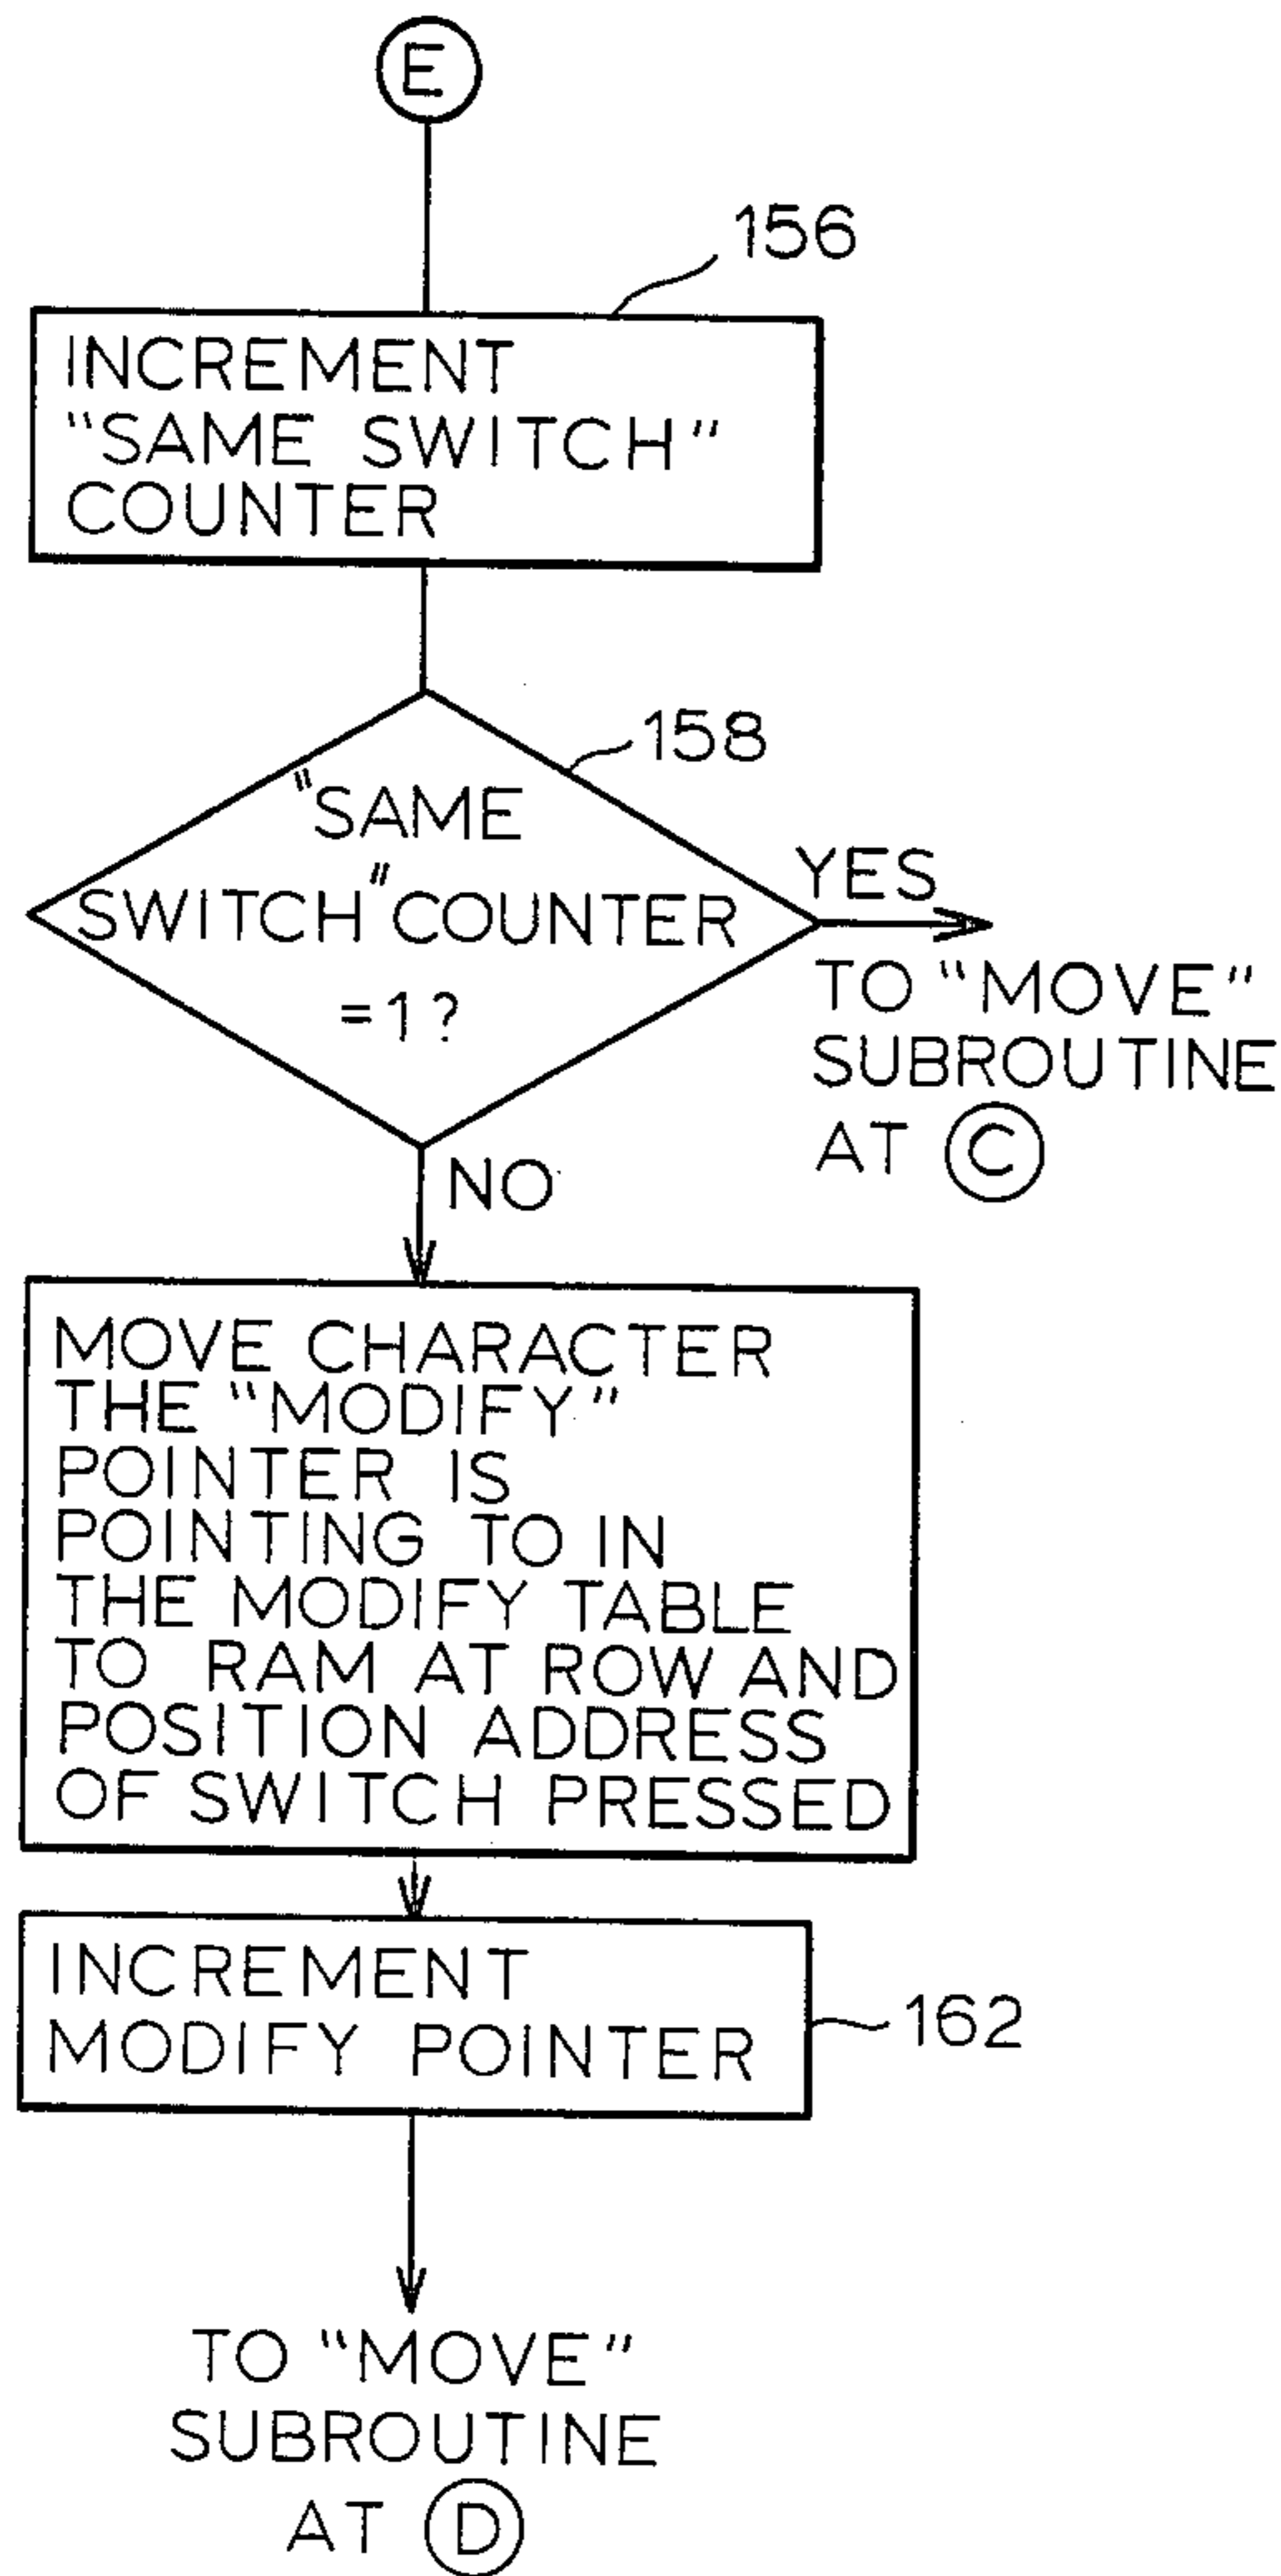 E
156
INCREMENT
"SAME SWITCH"
COUNTER
158
"SAME
SWITCH" COUNTER
=1?
YES
TO "MOVE"
SUBROUTINE
AT C
NO
MOVE CHARACTER
THE "MODIFY"
POINTER IS
POINTING TO IN
THE MODIFY TABLE
TO RAM AT ROW AND
POSITION ADDRESS
OF SWITCH PRESSED
INCREMENT
MODIFY POINTER
162
TO "MOVE"
SUBROUTINE
AT D